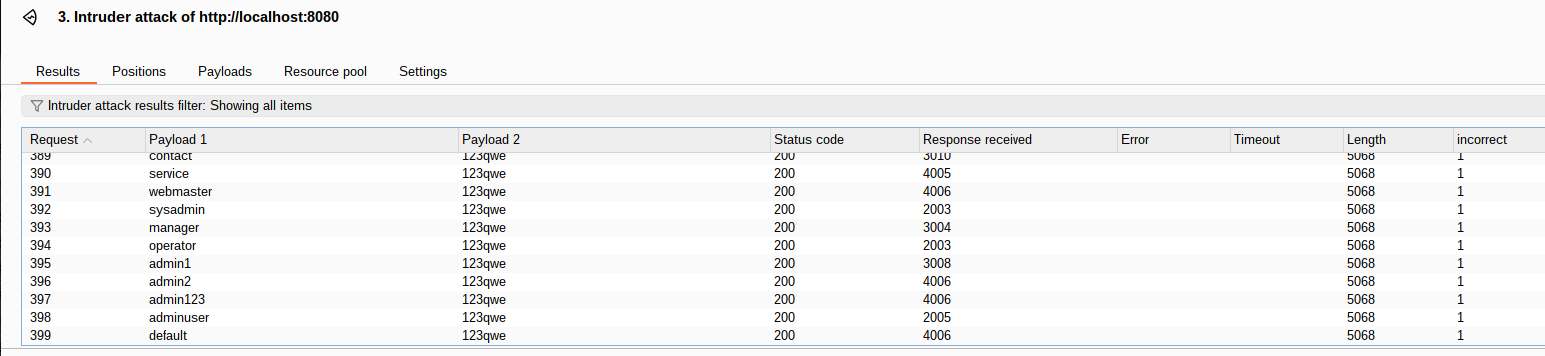 3. Intruder attack of http://localhost:8080
Results Positions Payloads Resource pool Settings
Intruder attack results filter: Showing all items
Request Payload 1 Payload 2 Status code Response received Error Timeout Length incorrect
389 contact 123qwe 200 3010 5068 1
390 service 123qwe 200 4005 5068 1
391 webmaster 123qwe 200 4006 5068 1
392 sysadmin 123qwe 200 2003 5068 1
393 manager 123qwe 200 3004 5068 1
394 operator 123qwe 200 2003 5068 1
395 admin1 123qwe 200 3008 5068 1
396 admin2 123qwe 200 4006 5068 1
397 admin123 123qwe 200 4006 5068 1
398 adminuser 123qwe 200 2005 5068 1
399 default 123qwe 200 4006 5068 1